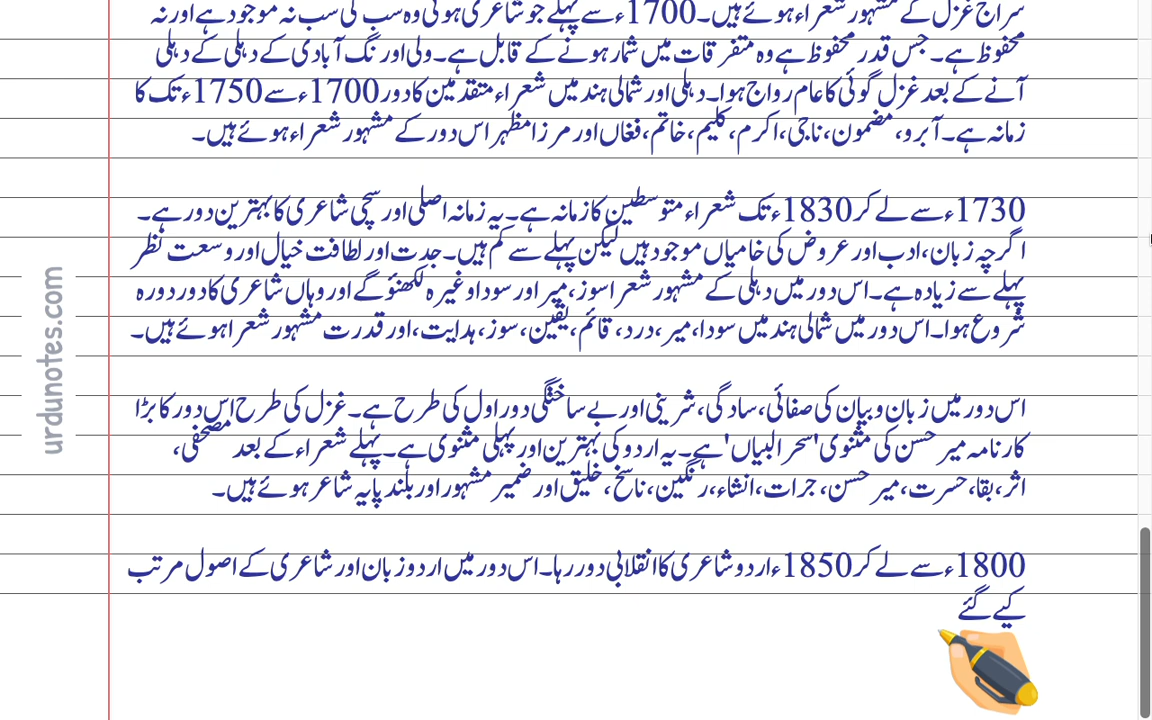 سراج غزل کے مشہور شعراء ہوئے ہیں۔ 1700ء سے پہلے جو شاعری ہوئی وہ سب کی سب نہ موجود ہے اور نہ
محفوظ ہے۔ جس قدر محفوظ ہے وہ متفرقات میں شمار ہونے کے قابل ہے۔ ولی اورنگ آبادی کے دہلی کے دہلی
آنے کے بعد غزل گوئی کا عام رواج ہوا۔ دہلی اور شمالی ہند میں شعراء متقدمین کا دور 1700ء سے 1750ء تک کا
زمانہ ہے۔ آبرو، مضمون، ناجی، اکرم، کلیم، خاتم، فغاں اور مرزا مظہر اس دور کے مشہور شعراء ہوئے ہیں۔
1730ء سے لے کر 1830ء تک شعراء متوسطین کا زمانہ ہے۔ یہ زمانہ اصلی اور سچی شاعری کا بہترین دور ہے۔
اگرچہ زبان، ادب اور عروض کی خامیاں موجود ہیں لیکن پہلے سے کم ہیں۔ جدت اور لطافت خیال اور وسعت نظر
پہلے سے زیادہ ہے۔ اس دور میں دہلی کے مشہور شعرا سوز، میر اور سودا وغیرہ لکھنؤ گے اور وہاں شاعری کا دور دورہ
شروع ہوا۔ اس دور میں شمالی ہند میں سودا، میر، درد، قائم، یقین، سوز، ہدایت، اور قدرت مشہور شعرا ہوئے ہیں۔
اس دور میں زبان و بیان کی صفائی، سادگی، شرینی اور بے ساختگی دور اول کی طرح ہے۔ غزل کی طرح اس دور کا بڑا
کارنامہ میر حسن کی مثنوی 'سحر البیاں' ہے۔ یہ اردو کی بہترین اور پہلی مثنوی ہے۔ پہلے شعراء کے بعد مصحفی،
اثر، بقا، حسرت، میر حسن، جرات، انشاء، رنگین، ناسخ، خلیق اور ضمیر مشہور اور بلند پایہ شاعر ہوئے ہیں۔
1800ء سے لے کر 1850ء اردو شاعری کا انقلابی دور رہا۔ اس دور میں اردو زبان اور شاعری کے اصول مرتب
کیے گئے
urdunotes.com